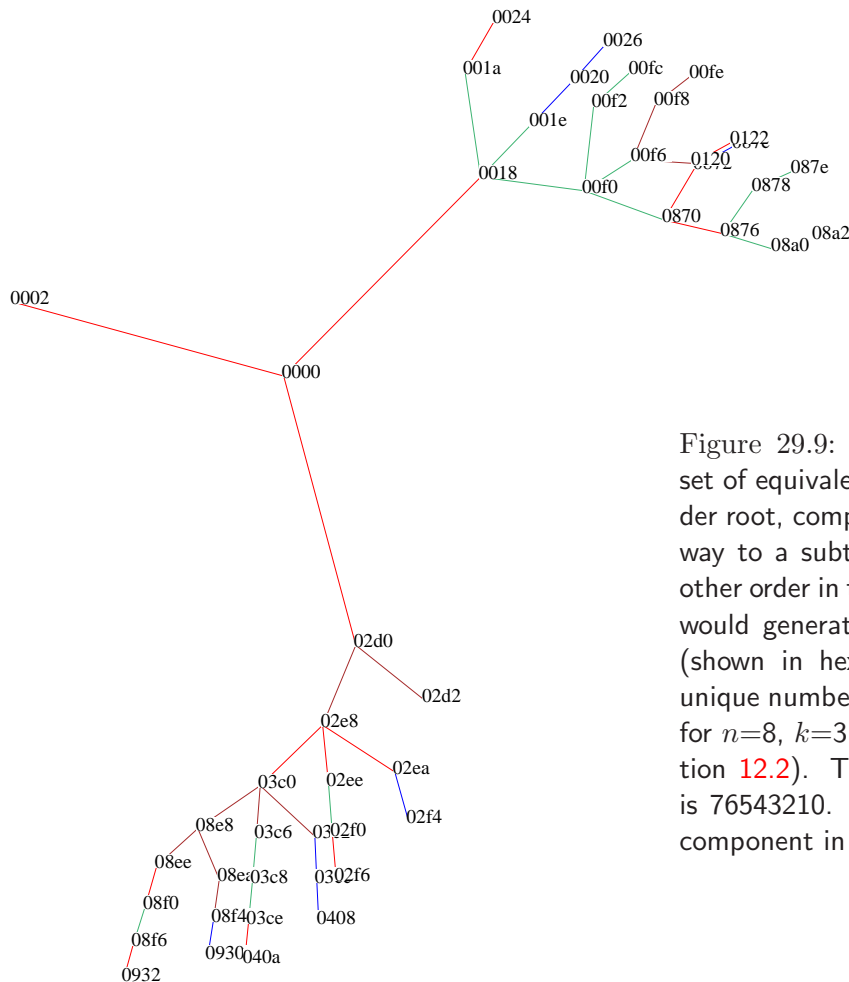 0024
0026
001a
0020
00fc
00fe
00f2
00f8
001e
0122
00f6
0120
0018
00f0
087e
0878
0870
0876
08a2
08a0
0002
0000
Figure 29.9:
set of equivale
der root, comp
way to a subt
other order in t
would generat
(shown in hex
unique numbe
for n=8, k=3
tion 12.2). T
is 76543210.
component in
02d0
02d2
02e8
02ea
02ee
03c0
02f4
08e8
03c6
02f0
08ee
03c8
02f6
08f0
08f4
03ce
0408
08f6
0930
040a
0932